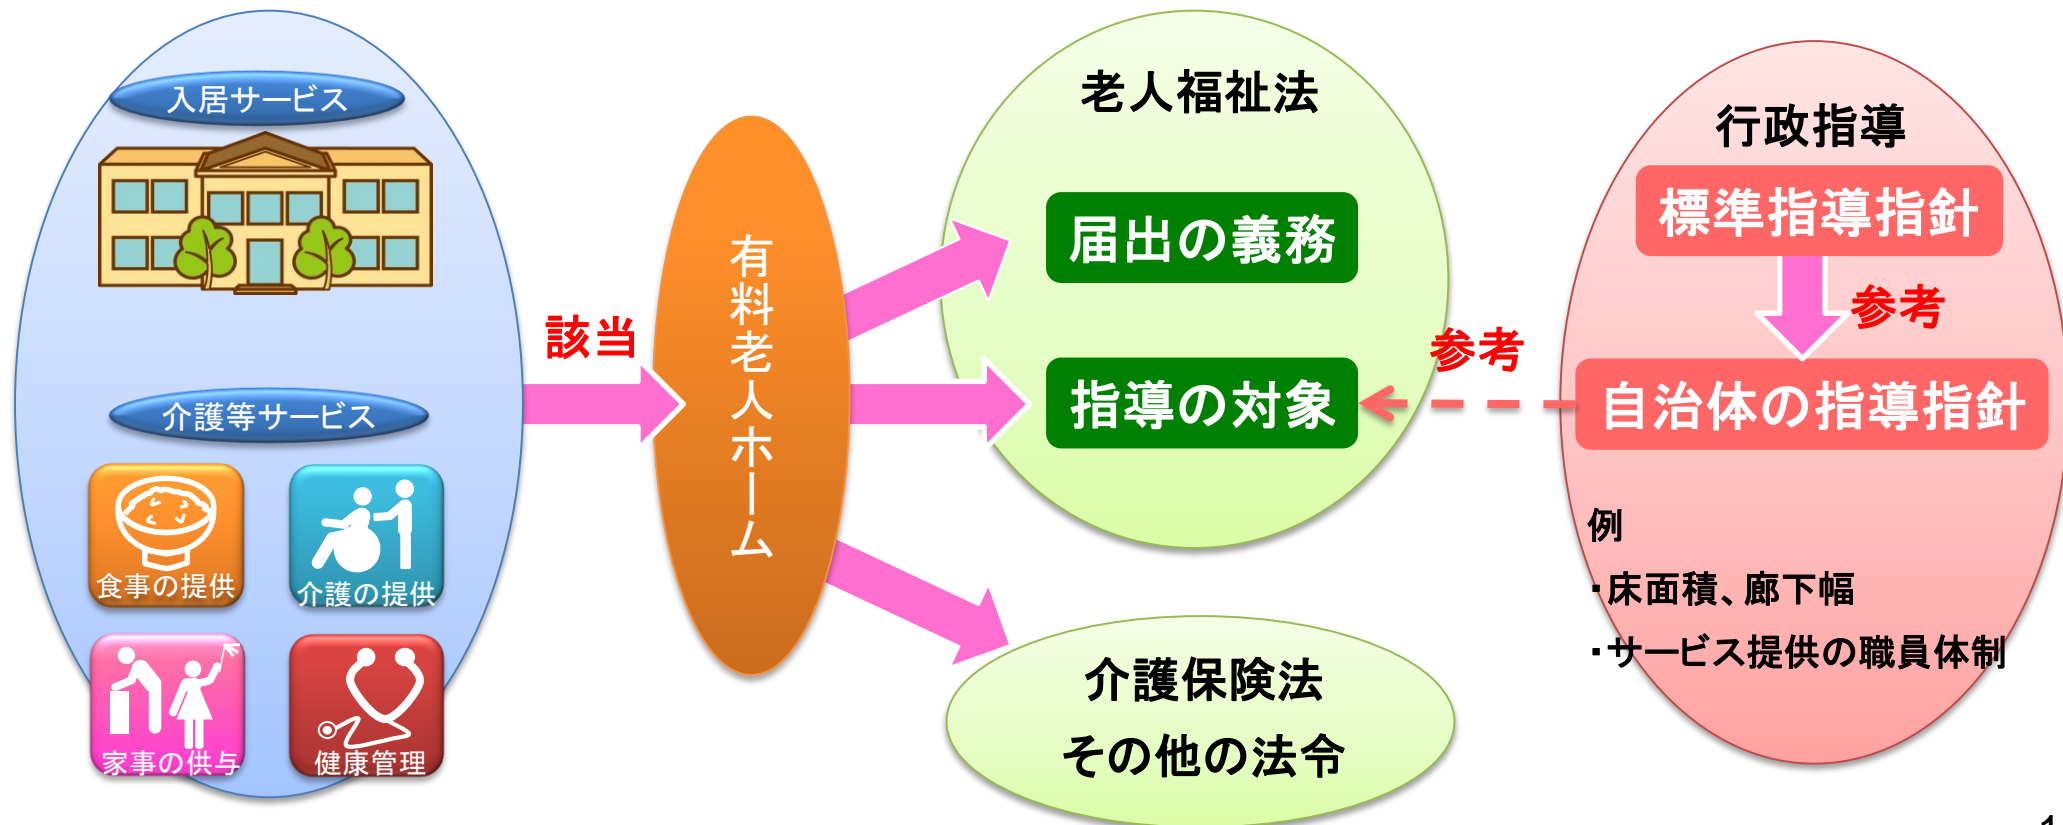 入居サービス
介護等サービス
食事の提供
介護の提供
家事の供与
健康管理
該当
有料老人ホーム
老人福祉法
届出の義務
指導の対象
介護保険法
その他の法令
参考
行政指導
標準指導指針
参考
自治体の指導指針
例
・床面積、廊下幅
・サービス提供の職員体制
1